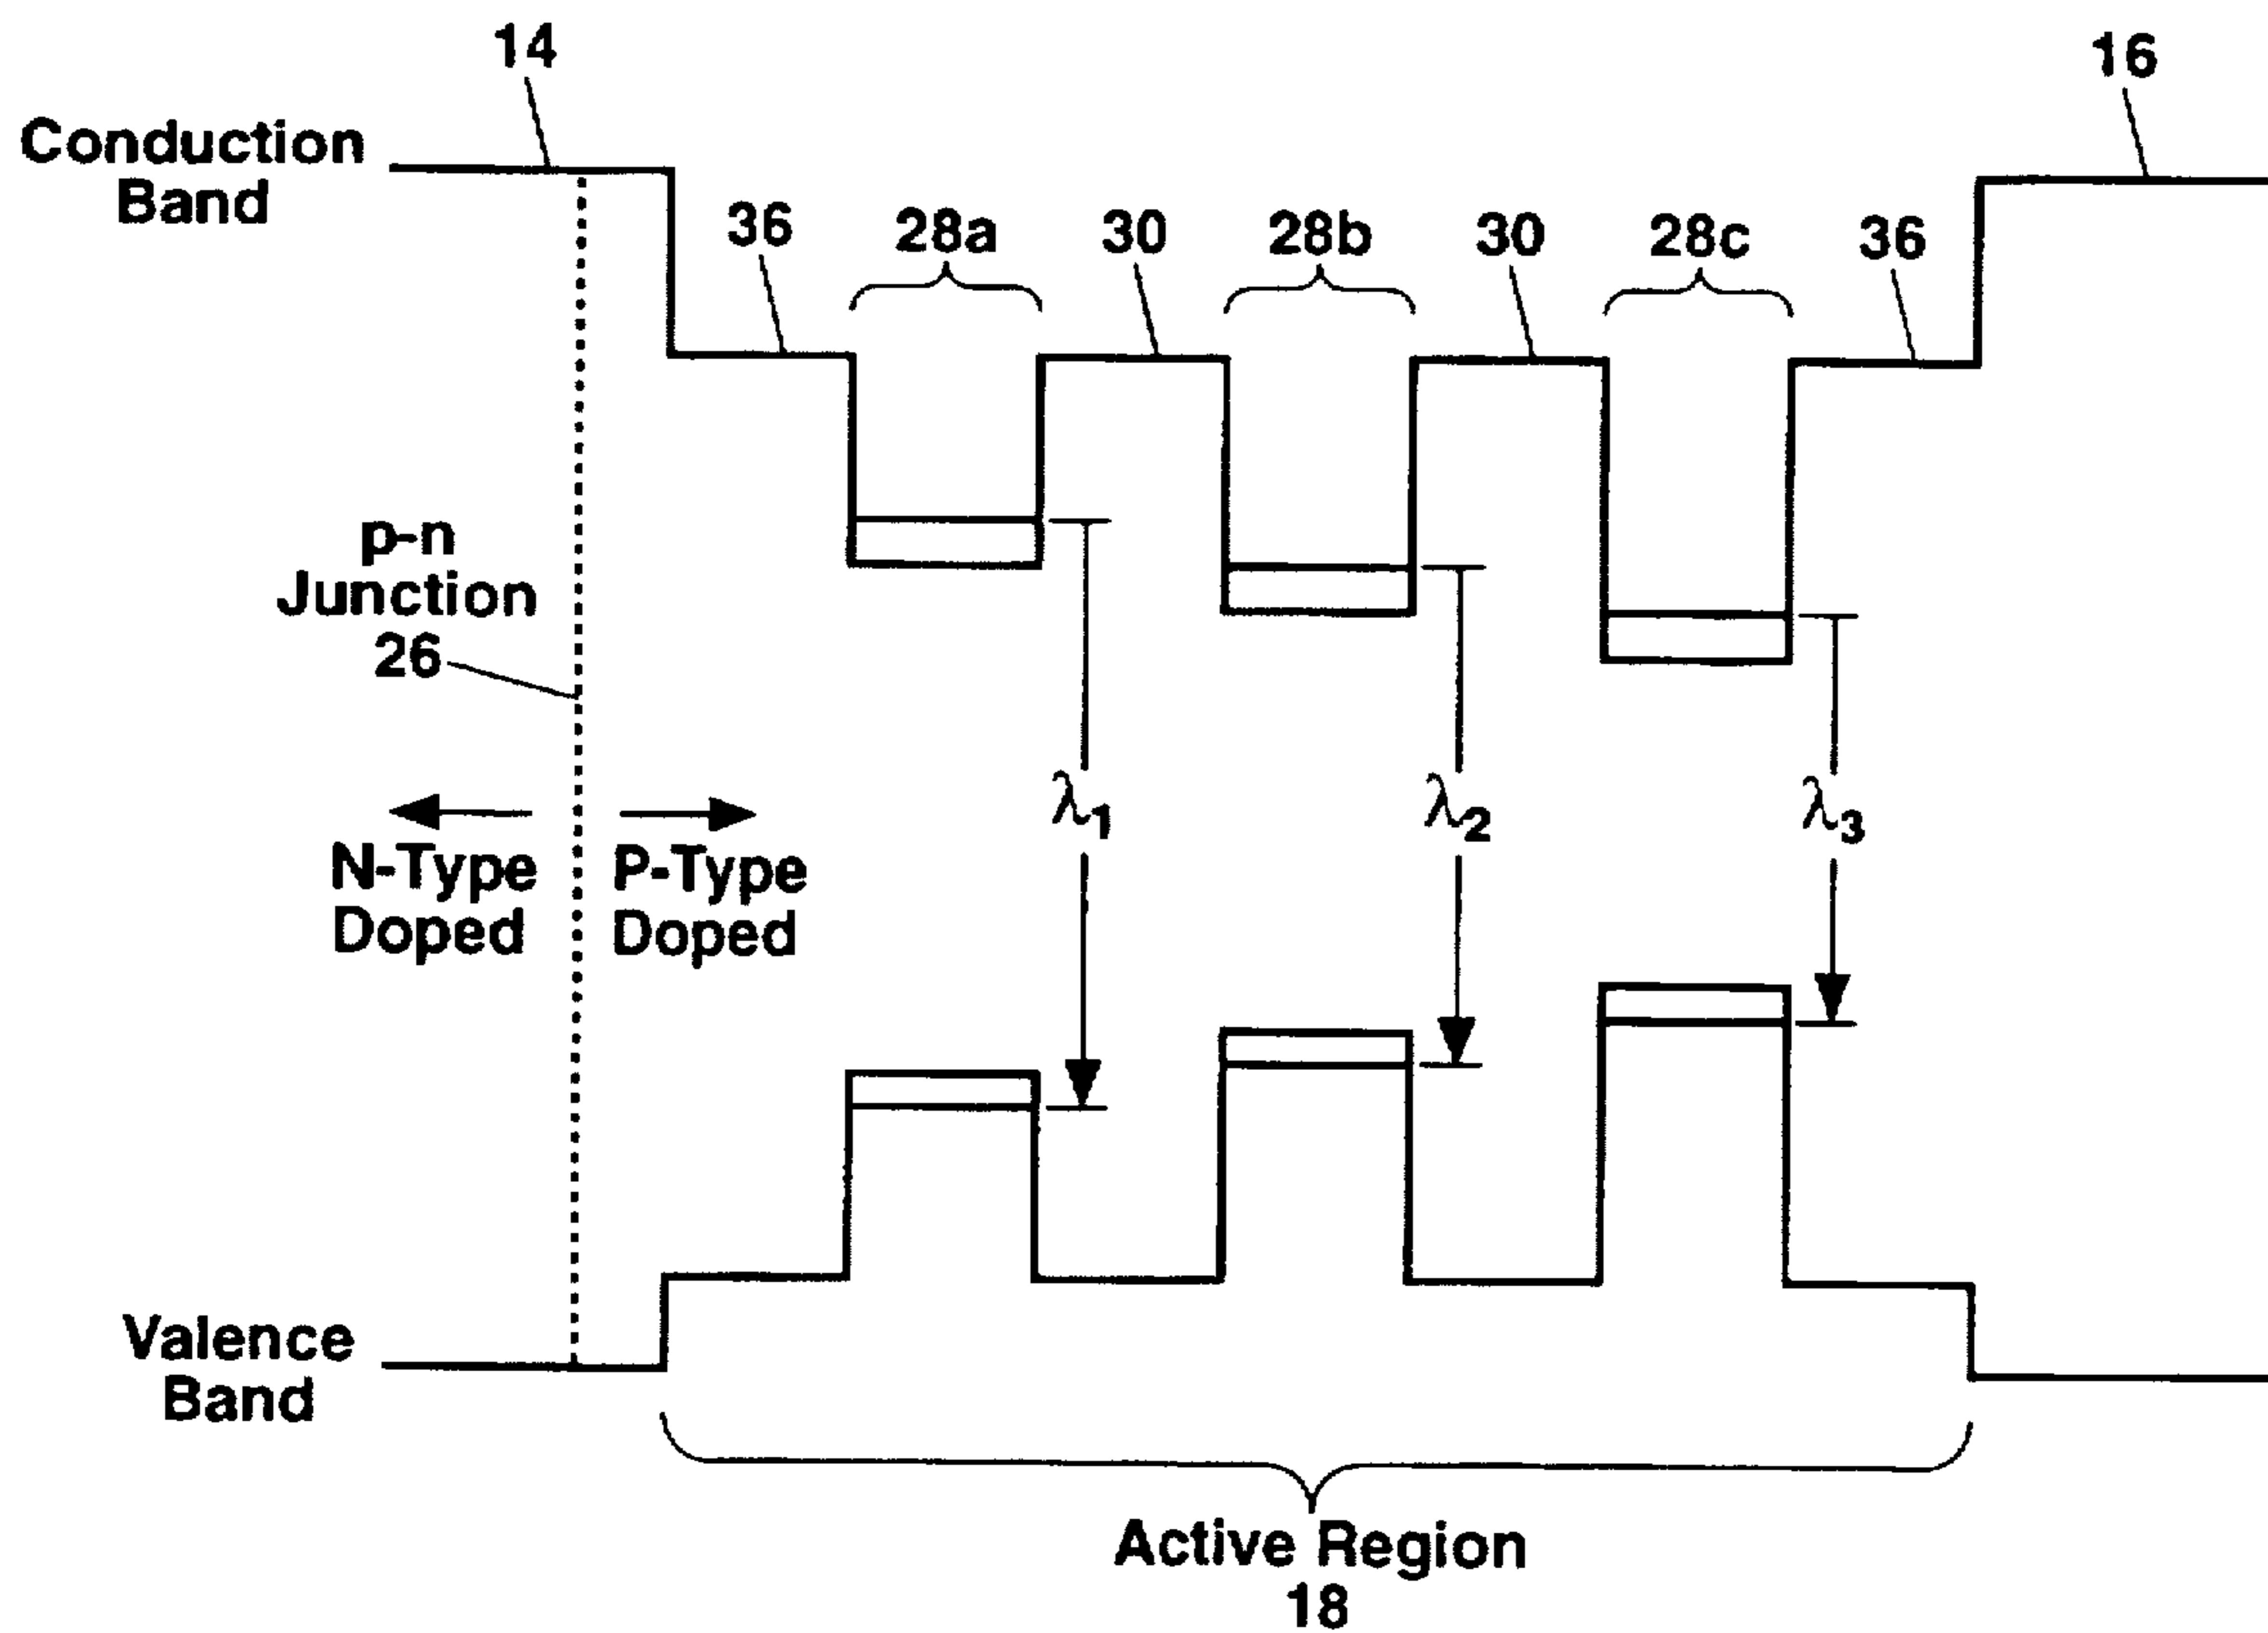 14
16
Conduction
Band
36
28a
30
28b
30
28c
36
p-n
Junction
26
λ1
λ2
λ3
N-Type
Doped
P-Type
Doped
Valence
Band
Active Region
18